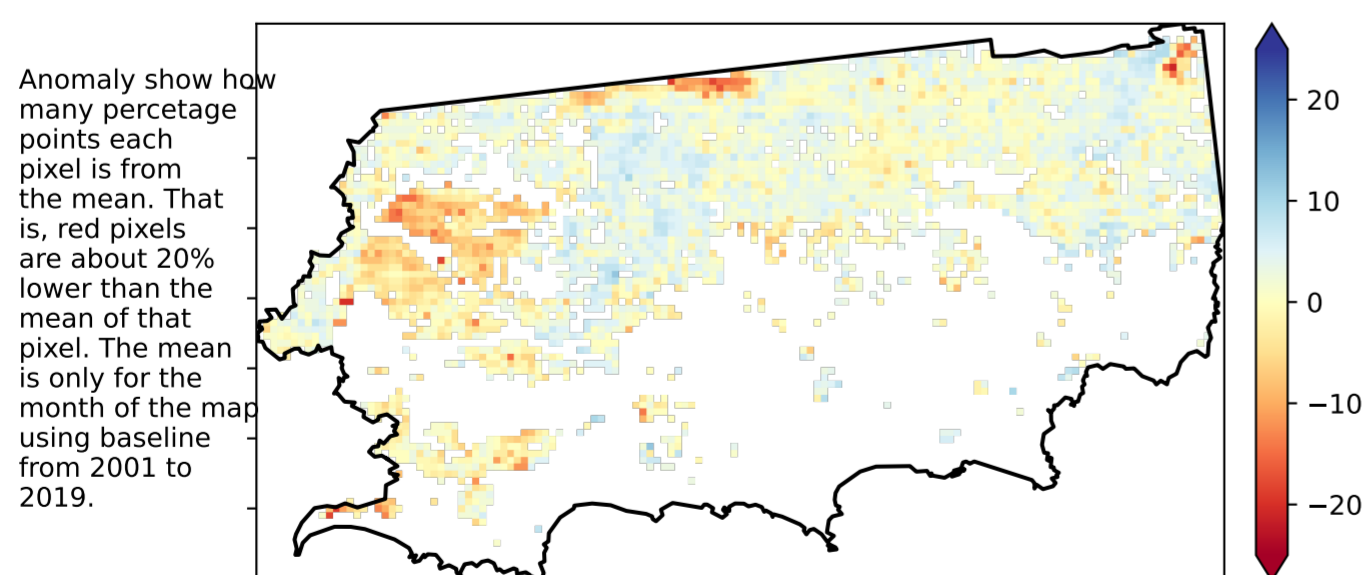 Anomaly show how
many percetage
points each
pixel is from
the mean. That
is, red pixels
are about 20%
lower than the
mean of that
pixel. The mean
is only for the
month of the map
using baseline
from 2001 to
2019.
20
10
0
−10
−20